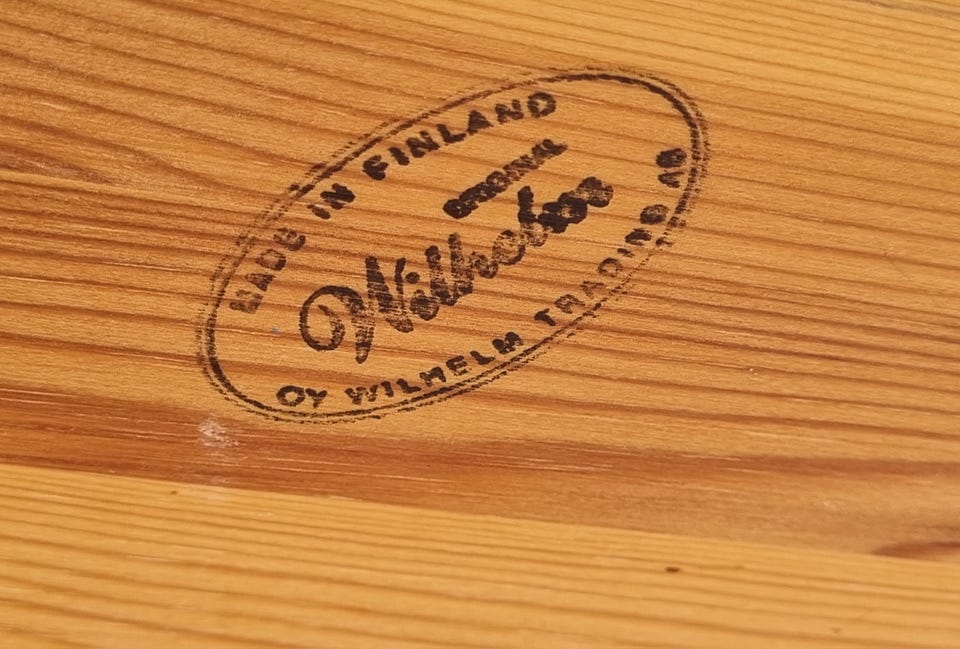 MADE IN FINLAND
ORIGINAL
OY WILHELM TRADING AB